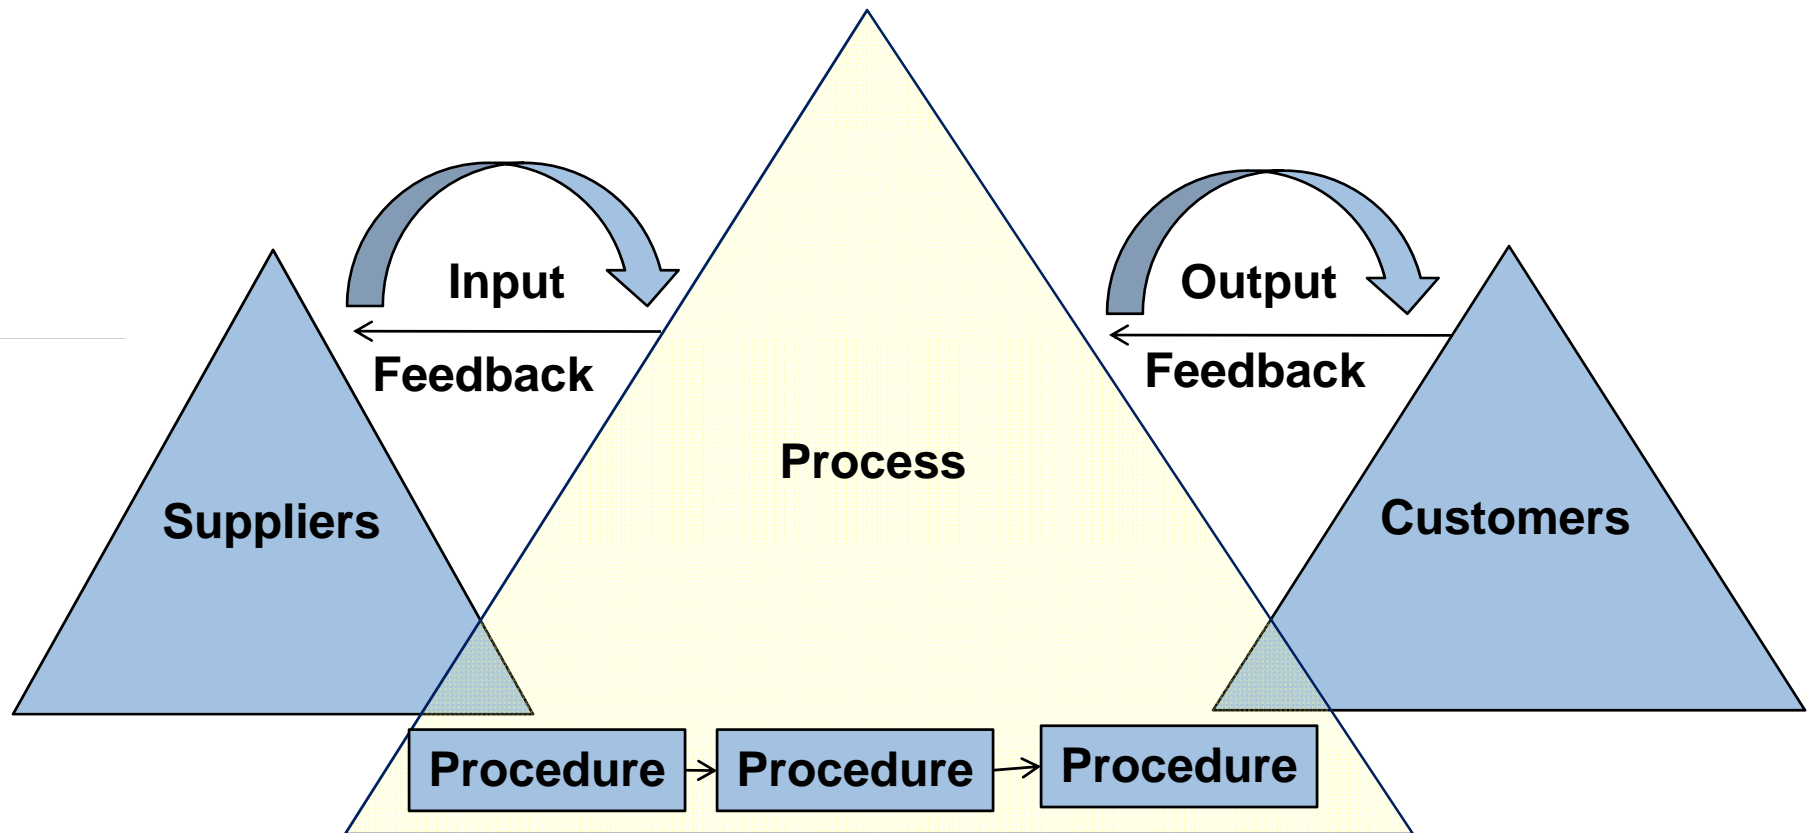 Input
Output
Feedback
Feedback
Process
Suppliers
Customers
Procedure
Procedure
Procedure